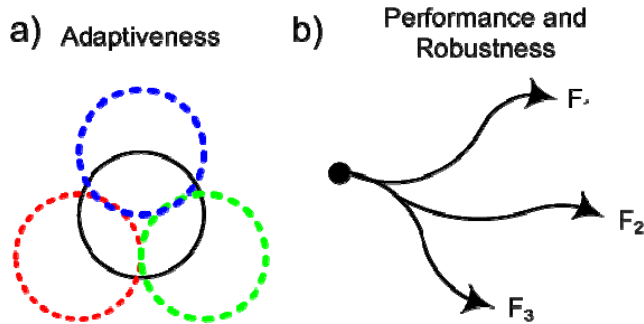 a) Adaptiveness
b) Performance and
Robustness
F
F₂
F₃